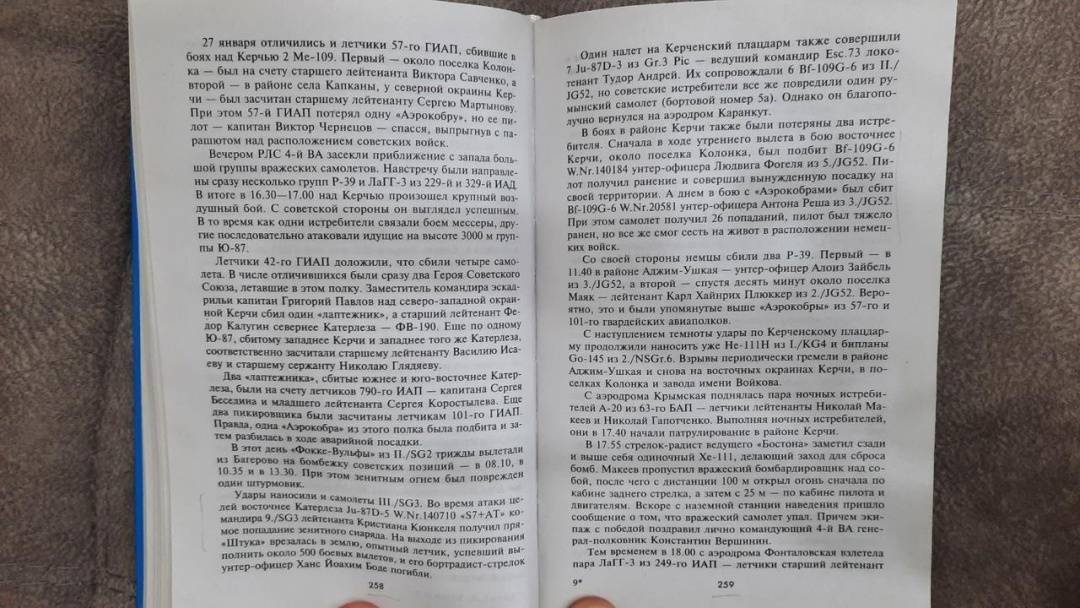 27 января отличились и летчики 57-го ГИАП, сбившие в
боях над Керчью 2 Ме-109. Первый — около поселка Колон-
ка — был на счету старшего лейтенанта Виктора Савченко, а
второй — в районе села Капканы, у северной окраины Кер-
чи — был засчитан старшему лейтенанту Сергею Мартынову.
При этом 57-й ГИАП потерял одну «Аэрокобру», но ее пи-
лот — капитан Виктор Чернецов — спасся, выпрыгнув с па-
рашютом над расположением советских войск.
Вечером РЛС 4-й ВА засекли приближение с запада боль-
шой группы вражеских самолетов. Навстречу были направле-
ны сразу несколько групп Р-39 и ЛаГГ-3 из 229-й и 329-й ИАД.
В итоге в 16.30—17.00 над Керчью произошел крупный воз-
душный бой. С советской стороны он выглядел успешным.
В то время как одни истребители связали боем мессеры, дру-
гие последовательно атаковали идущие на высоте 3000 м груп-
пы Ю-87.
Летчики 42-го ГИАП доложили, что сбили четыре само-
лета. В числе отличившихся были сразу два Героя Советского
Союза, летавшие в этом полку. Заместитель командира эскад-
рильи капитан Григорий Павлов над северо-западной окраи-
ной Керчи сбил один «лаптежник», а старший лейтенант Фе-
дор Калугин севернее Катерлеза — ФВ-190. Еще по одному
Ю-87, сбитому западнее Керчи и западнее того же Катерлеза,
соответственно засчитали старшему лейтенанту Василию Иса-
еву и старшему сержанту Николаю Глядяеву.
Два «лаптежника», сбитые южнее и юго-восточнее Катер-
леза, были на счету летчиков 790-го ИАП — капитана Сергея
Беседина и младшего лейтенанта Сергея Коростылева. Еще
два пикировщика были засчитаны летчикам 101-го ГИАП.
Правда, одна «Аэрокобра» из этого полка была подбита и за-
тем разбилась в ходе аварийной посадки.
В этот день «Фокке-Вульфы» из II./SG2 трижды вылетали
из Багерово на бомбежку советских позиций — в 08.10, в
10.35 и в 13.30. При этом зенитным огнем был поврежден
один штурмовик.
Удары наносили и самолеты III./SG3. Во время атаки це-
лей восточнее Катерлеза Ju-87D-5 W.Nr.140710 «S7+AT» ко-
мандира 9./SG3 лейтенанта Кристиана Кюнкеля получил пря-
мое попадание зенитного снаряда. На выходе из пикирования
«Штука» врезалась в землю, опытный летчик, успевший вы-
полнить около 500 боевых вылетов, и его бортрадист-стрелок
унтер-офицер Ханс Йоахим Боде погибли.
258
Один налет на Керченский плацдарм также совершили
7 Ju-87D-3 из Gr.3 Pic — ведущий командир Esc.73 локо-
тенант Тудор Андрей. Их сопровождали 6 Bf-109G-6 из II./
JG52, но советские истребители все же повредили один ру-
мынский самолет (бортовой номер 5а). Однако он благопо-
лучно вернулся на аэродром Каранкут.
В боях в районе Керчи также были потеряны два истре-
бителя. Сначала в ходе утреннего вылета в бою восточнее
Керчи, около поселка Колонка, был подбит Bf-109G-6
W.Nr.140184 унтер-офицера Людвига Фогеля из 5./JG52. Пи-
лот получил ранение и совершил вынужденную посадку на
своей территории. А днем в бою с «Аэрокобрами» был сбит
Bf-109G-6 W.Nr.20581 унтер-офицера Антона Реша из 3./JG52.
При этом самолет получил 26 попаданий, пилот был тяжело
ранен, но все же смог сесть на живот в расположении немец-
ких войск.
Со своей стороны немцы сбили два Р-39. Первый — в
11.40 в районе Аджим-Ушкая — унтер-офицер Алоиз Зайбель
из 3./JG52, а второй — спустя десять минут около поселка
Маяк — лейтенант Карл Хайнрих Плюккер из 2./JG52. Веро-
ятно, это и были упомянутые выше «Аэрокобры» из 57-го и
101-го гвардейских авиаполков.
С наступлением темноты удары по Керченскому плацдар-
му продолжили наносить уже He-111H из I./KG4 и бипланы
Go-145 из 2./NSGr.6. Взрывы периодически гремели в районе
Аджим-Ушкая и снова на восточных окраинах Керчи, в по-
селках Колонка и завода имени Войкова.
С аэродрома Крымская поднялась пара ночных истреби-
телей А-20 из 63-го БАП — летчики лейтенанты Николай Ма-
кеев и Николай Гапотченко. Выполняя ночных истребителей,
они в 17.40 начали патрулирование в районе Керчи.
В 17.55 стрелок-радист ведущего «Бостона» заметил сзади
и выше себя одиночный Хе-111, делающий заход для сброса
бомб. Макеев пропустил вражеский бомбардировщик над со-
бой, после чего с дистанции 100 м открыл огонь сначала по
кабине заднего стрелка, а затем с 25 м — по кабине пилота и
двигателям. Вскоре с наземной станции наведения пришло
сообщение о том, что вражеский самолет упал. Причем эки-
паж с победой поздравил лично командующий 4-й ВА гене-
рал-полковник Константин Вершинин.
Тем временем в 18.00 с аэродрома Фонталовская взлетела
пара ЛаГГ-3 из 249-го ИАП — летчики старший лейтенант
9*
259